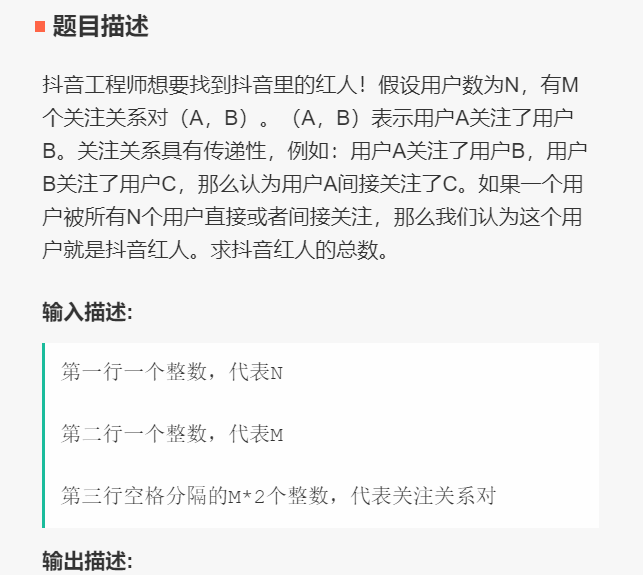 题目描述
抖音工程师想要找到抖音里的红人！假设用户数为N，有M
个关注关系对（A，B）。（A，B）表示用户A关注了用户
B。关注关系具有传递性，例如：用户A关注了用户B，用户
B关注了用户C，那么认为用户A间接关注了C。如果一个用
户被所有N个用户直接或者间接关注，那么我们认为这个用
户就是抖音红人。求抖音红人的总数。
输入描述:
第一行一个整数，代表N
第二行一个整数，代表M
第三行空格分隔的M*2个整数，代表关注关系对
输出描述: